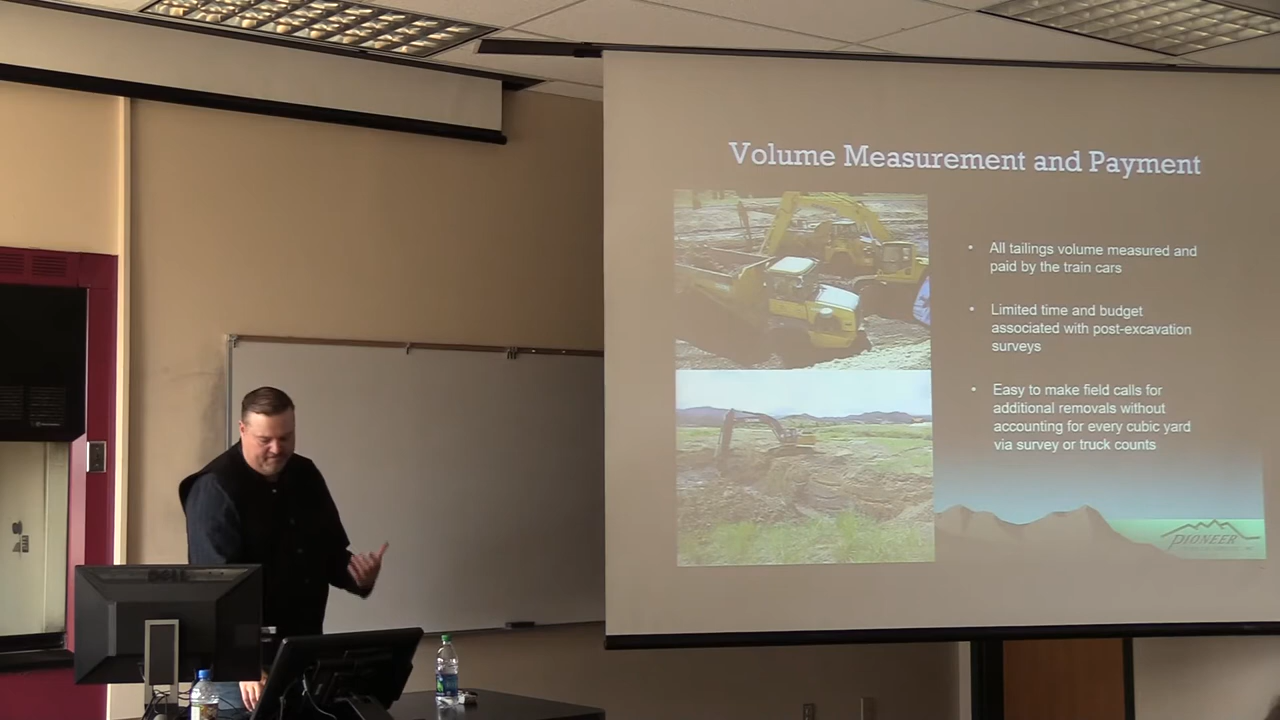 Volume Measurement and Payment
• All tailings volume measured and
paid by the train cars
• Limited time and budget
associated with post-excavation
surveys
• Easy to make field calls for
additional removals without
accounting for every cubic yard
via survey or truck counts
PIONEER
DELL